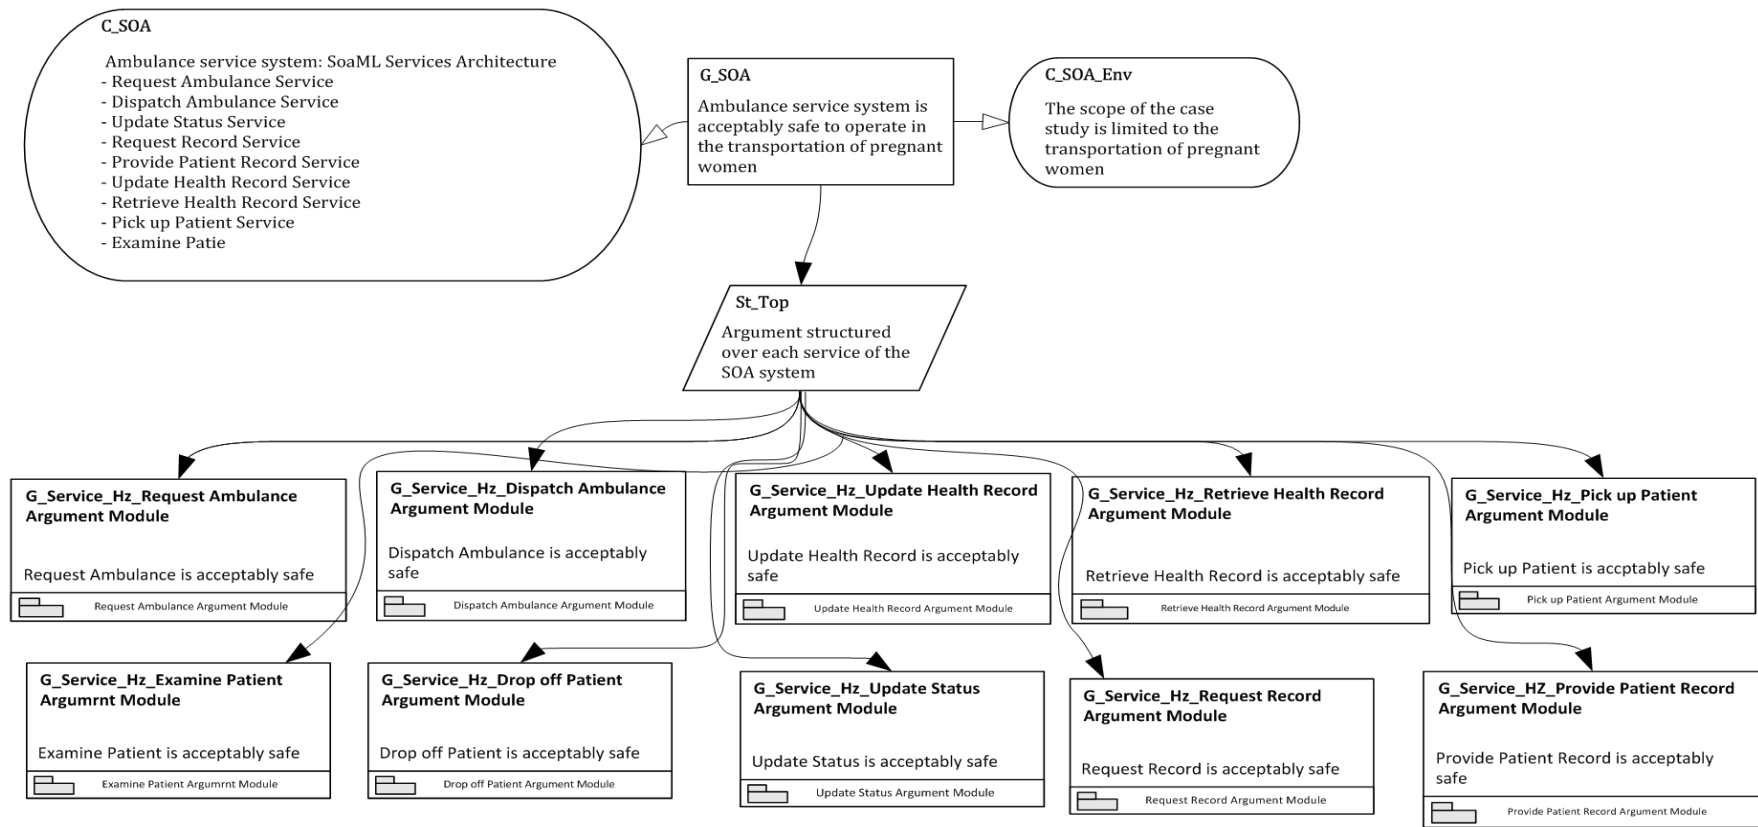 C_SOA
Ambulance service system: SoaML Services Architecture
- Request Ambulance Service
- Dispatch Ambulance Service
- Update Status Service
- Request Record Service
- Provide Patient Record Service
- Update Health Record Service
- Retrieve Health Record Service
- Pick up Patient Service
- Examine Patie
G_SOA
Ambulance service system is
acceptably safe to operate in
the transportation of pregnant
women
C_SOA_Env
The scope of the case
study is limited to the
transportation of pregnant
women
St_Top
Argument structured
over each service of the
SOA system
G_Service_Hz_Request Ambulance
Argument Module
Request Ambulance is acceptably safe
Request Ambulance Argument Module
G_Service_Hz_Dispatch Ambulance
Argument Module
Dispatch Ambulance is acceptably
safe
Dispatch Ambulance Argument Module
G_Service_Hz_Update Health Record
Argument Module
Update Health Record is acceptably
safe
Update Health Record Argument Module
G_Service_Hz_Retrieve Health Record
Argument Module
Retrieve Health Record is acceptably safe
Retrieve Health Record Argument Module
G_Service_Hz_Pick up Patient
Argument Module
Pick up Patient is accptably safe
Pick up Patient Argument Module
G_Service_Hz_Examine Patient
Argumrnt Module
Examine Patient is acceptably safe
Examine Patient Argumrnt Module
G_Service_Hz_Drop off Patient
Argument Module
Drop off Patient is acceptably safe
Drop off Patient Argument Module
G_Service_Hz_Update Status
Argument Module
Update Status is acceptably safe
Update Status Argument Module
G_Service_Hz_Request Record
Argument Module
Request Record is acceptably safe
Request Record Argument Module
G_Service_HZ_Provide Patient Record
Argument Module
Provide Patient Record is acceptably
safe
Provide Patient Record Argument Module